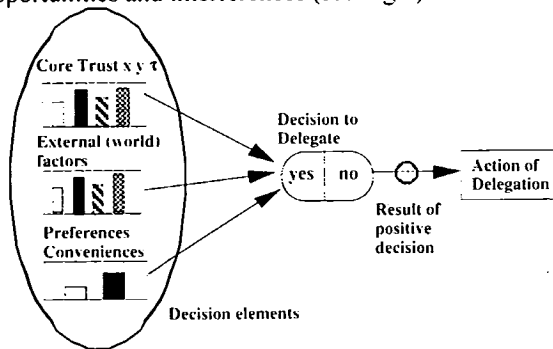 Core Trust x y τ
External (world)
factors
Preferences
Conveniences
Decision elements
Decision to
Delegate
yes no
Result of
positive
decision
Action of
Delegation